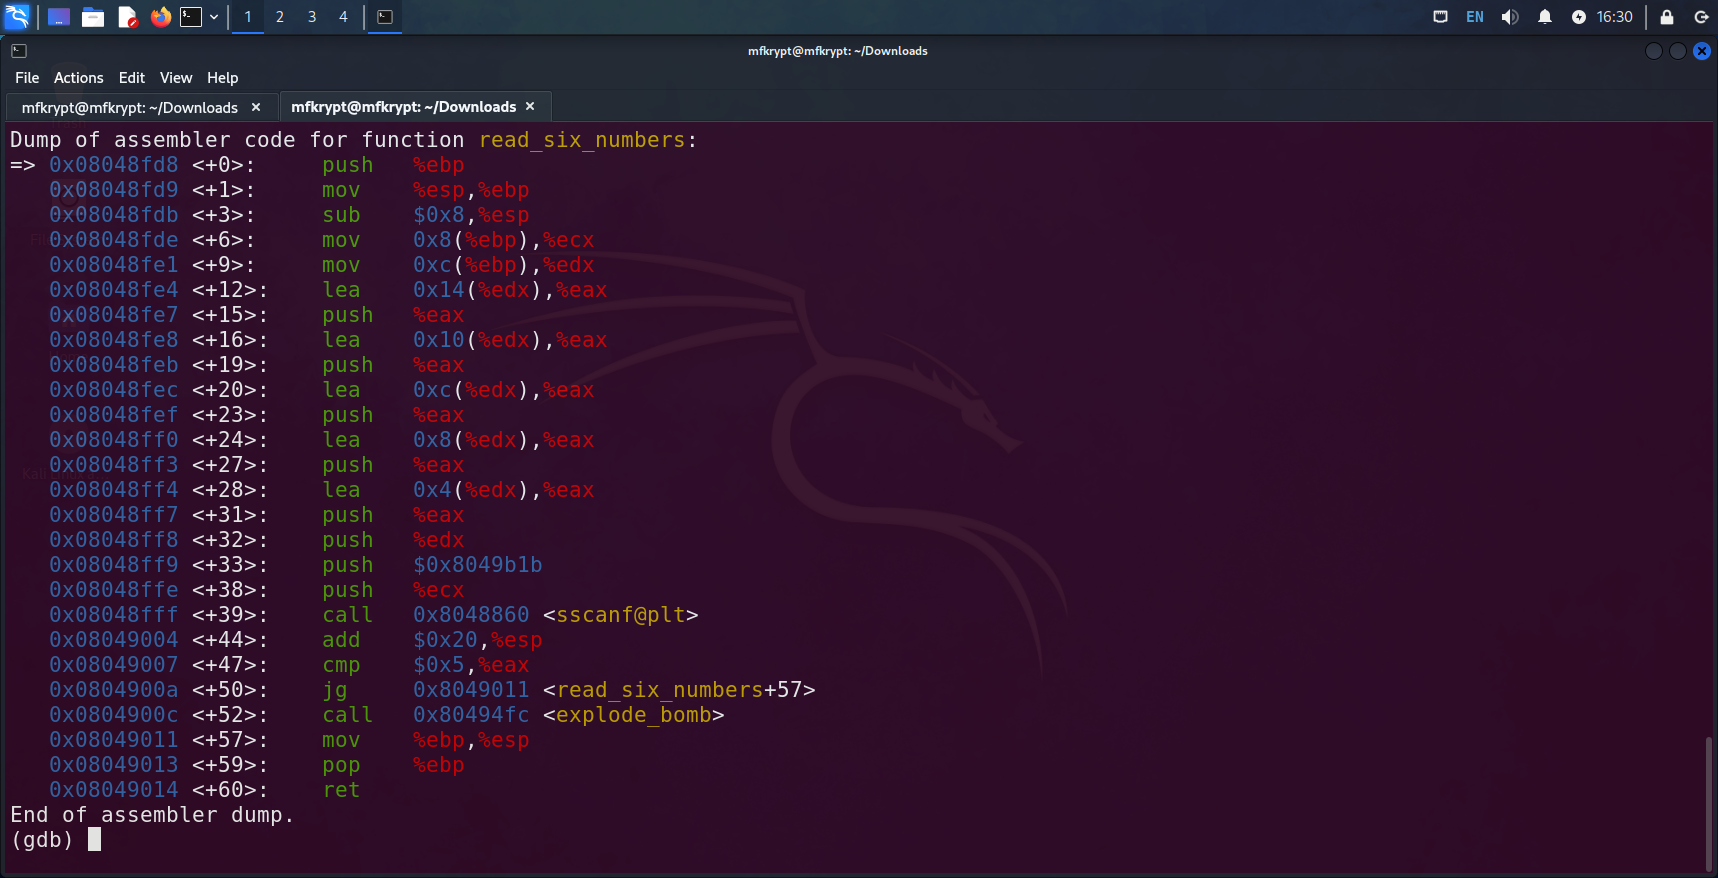 1 2 3 4 EN 16:30
mfkrypt@mfkrypt: ~/Downloads
File Actions Edit View Help
mfkrypt@mfkrypt: ~/Downloads × mfkrypt@mfkrypt: ~/Downloads ×
Dump of assembler code for function read_six_numbers:
=> 0x08048fd8 <+0>: push %ebp
0x08048fd9 <+1>: mov %esp,%ebp
0x08048fdb <+3>: sub $0x8,%esp
0x08048fde <+6>: mov 0x8(%ebp),%ecx
0x08048fe1 <+9>: mov 0xc(%ebp),%edx
0x08048fe4 <+12>: lea 0x14(%edx),%eax
0x08048fe7 <+15>: push %eax
0x08048fe8 <+16>: lea 0x10(%edx),%eax
0x08048feb <+19>: push %eax
0x08048fec <+20>: lea 0xc(%edx),%eax
0x08048fef <+23>: push %eax
0x08048ff0 <+24>: lea 0x8(%edx),%eax
0x08048ff3 <+27>: push %eax
0x08048ff4 <+28>: lea 0x4(%edx),%eax
0x08048ff7 <+31>: push %eax
0x08048ff8 <+32>: push %edx
0x08048ff9 <+33>: push $0x8049b1b
0x08048ffe <+38>: push %ecx
0x08048fff <+39>: call 0x8048860 <sscanf@plt>
0x08049004 <+44>: add $0x20,%esp
0x08049007 <+47>: cmp $0x5,%eax
0x0804900a <+50>: jg 0x8049011 <read_six_numbers+57>
0x0804900c <+52>: call 0x80494fc <explode_bomb>
0x08049011 <+57>: mov %ebp,%esp
0x08049013 <+59>: pop %ebp
0x08049014 <+60>: ret
End of assembler dump.
(gdb)